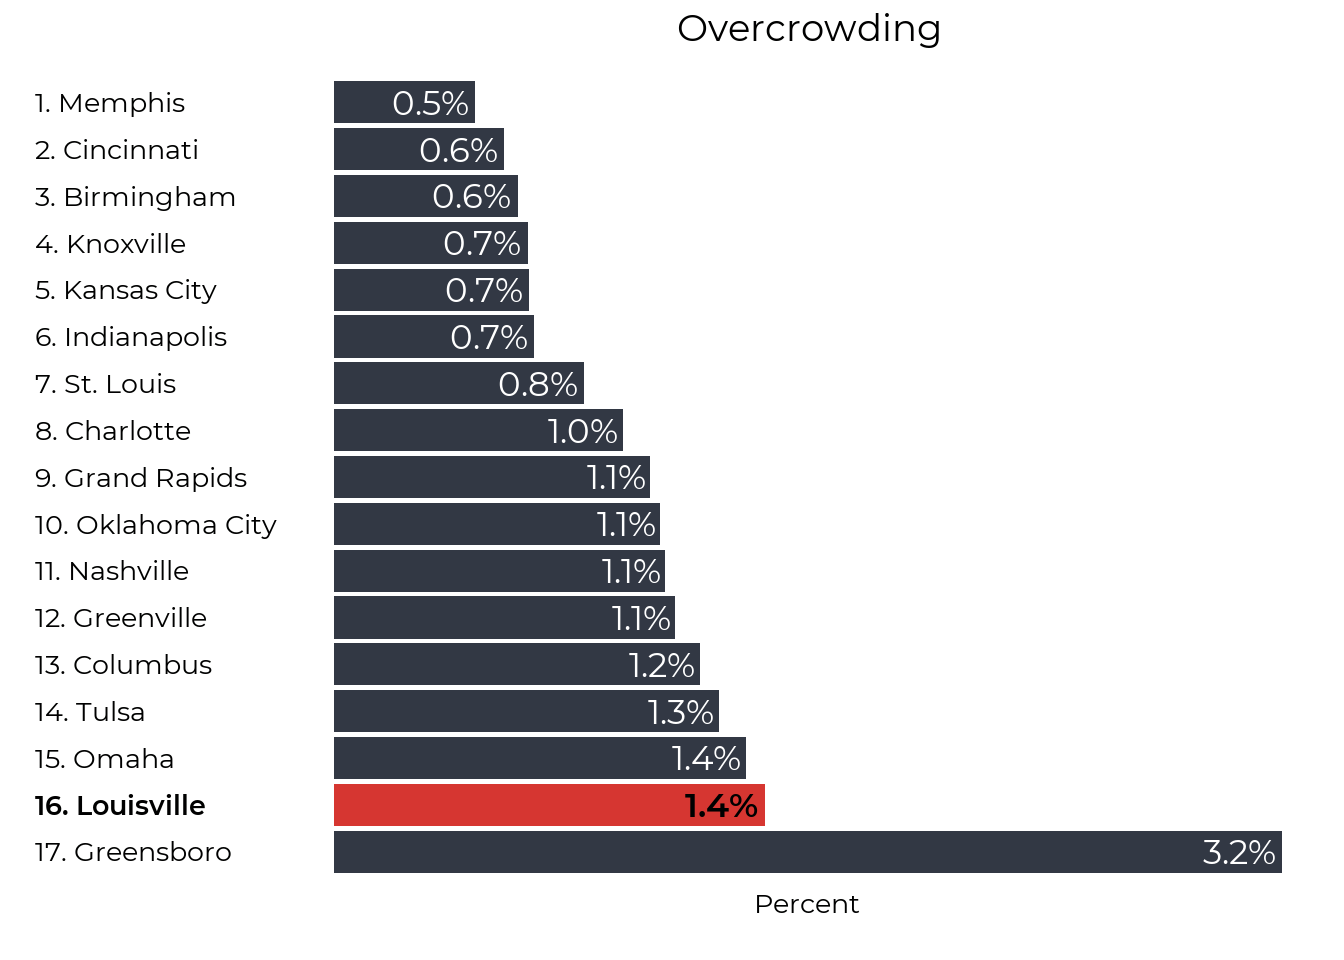 Overcrowding
1. Memphis 0.5%
2. Cincinnati 0.6%
3. Birmingham 0.6%
4. Knoxville 0.7%
5. Kansas City 0.7%
6. Indianapolis 0.7%
7. St. Louis 0.8%
8. Charlotte 1.0%
9. Grand Rapids 1.1%
10. Oklahoma City 1.1%
11. Nashville 1.1%
12. Greenville 1.1%
13. Columbus 1.2%
14. Tulsa 1.3%
15. Omaha 1.4%
16. Louisville 1.4%
17. Greensboro 3.2%
Percent